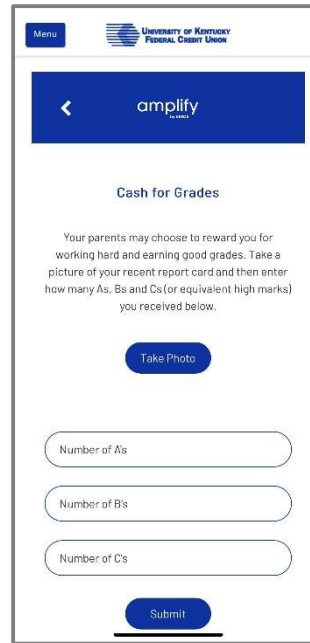 Menu
UNIVERSITY OF KENTUCKY
FEDERAL CREDIT UNION
amplify
Cash for Grades
Your parents may choose to reward you for
working hard and earning good grades. Take a
picture of your recent report card and then enter
how many As, Bs and Cs (or equivalent high marks)
you received below.
Take Photo
Number of A's
Number of B's
Number of C's
Submit